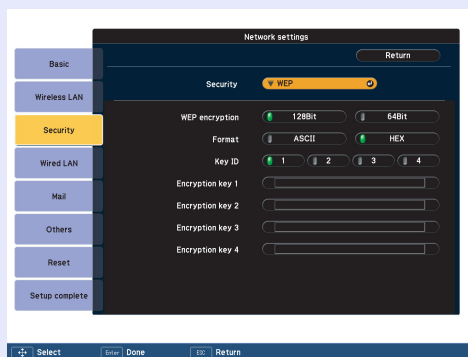 Network settings
Return
Basic
Wireless LAN
Security
Wired LAN
Mail
Others
Reset
Setup complete
Security WEP
WEP encryption 128Bit 64Bit
Format ASCII HEX
Key ID 1 2 3 4
Encryption key 1
Encryption key 2
Encryption key 3
Encryption key 4
Select Enter Done ESC Return